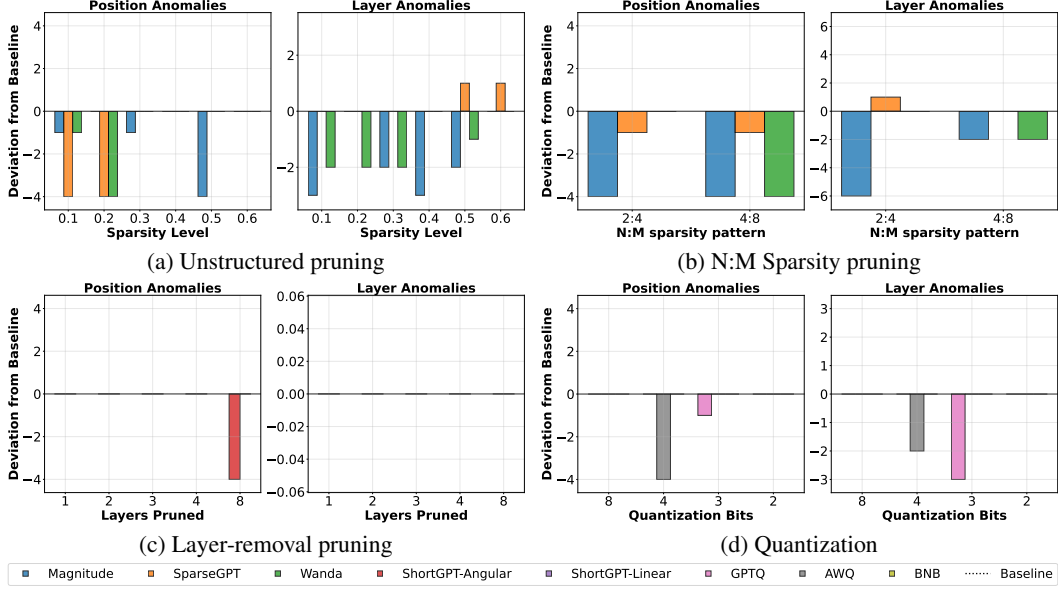 Position Anomalies
Layer Anomalies
Position Anomalies
Layer Anomalies
Deviation from Baseline
4
2
0
−2
−4
2
0
−2
Deviation from Baseline
4
2
0
−2
−4
6
4
2
0
−2
−4
−6
0.1 0.2 0.3 0.4 0.5 0.6
0.1 0.2 0.3 0.4 0.5 0.6
2:4 4:8
2:4 4:8
Sparsity Level
Sparsity Level
N:M sparsity pattern
N:M sparsity pattern
(a) Unstructured pruning
(b) N:M Sparsity pruning
Position Anomalies
Layer Anomalies
Position Anomalies
Layer Anomalies
Deviation from Baseline
4
2
0
−2
−4
0.06
0.04
0.02
0.00
−0.02
−0.04
−0.06
Deviation from Baseline
4
2
0
−2
−4
3
2
1
0
−1
−2
−3
1 2 3 4 8
1 2 3 4 8
8 4 3 2
8 4 3 2
Layers Pruned
Layers Pruned
Quantization Bits
Quantization Bits
(c) Layer-removal pruning
(d) Quantization
Magnitude SparseGPT Wanda ShortGPT-Angular ShortGPT-Linear GPTQ AWQ BNB Baseline